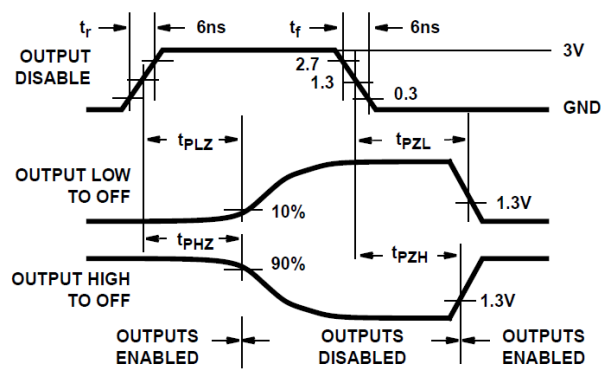 tr 6ns tf 6ns
OUTPUT
DISABLE
3V
2.7
1.3
0.3
GND
tPLZ tPZL
OUTPUT LOW
TO OFF
10%
1.3V
tPHZ tPZH
OUTPUT HIGH
TO OFF
90%
1.3V
OUTPUTS
ENABLED
OUTPUTS
DISABLED
OUTPUTS
ENABLED